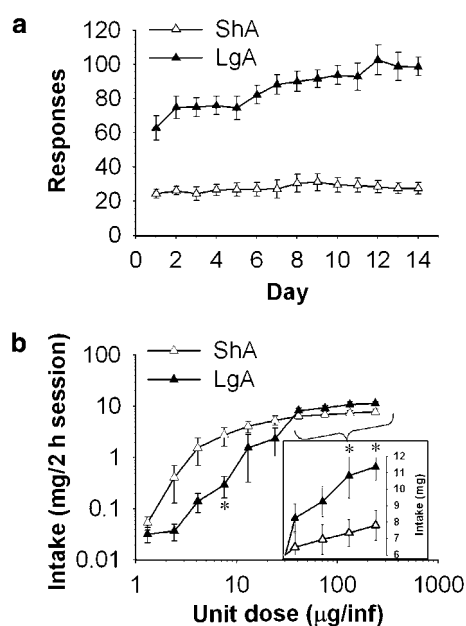 a
ShA
LgA
120
100
80
60
40
20
0
Responses
0 2 4 6 8 10 12 14
Day
b
ShA
LgA
100
10
1
0.1
0.01
Intake (mg/2 h session)
*
* *
12
11
10
9
8
7
6
Intake (mg)
1 10 100 1000
Unit dose (μg/inf)